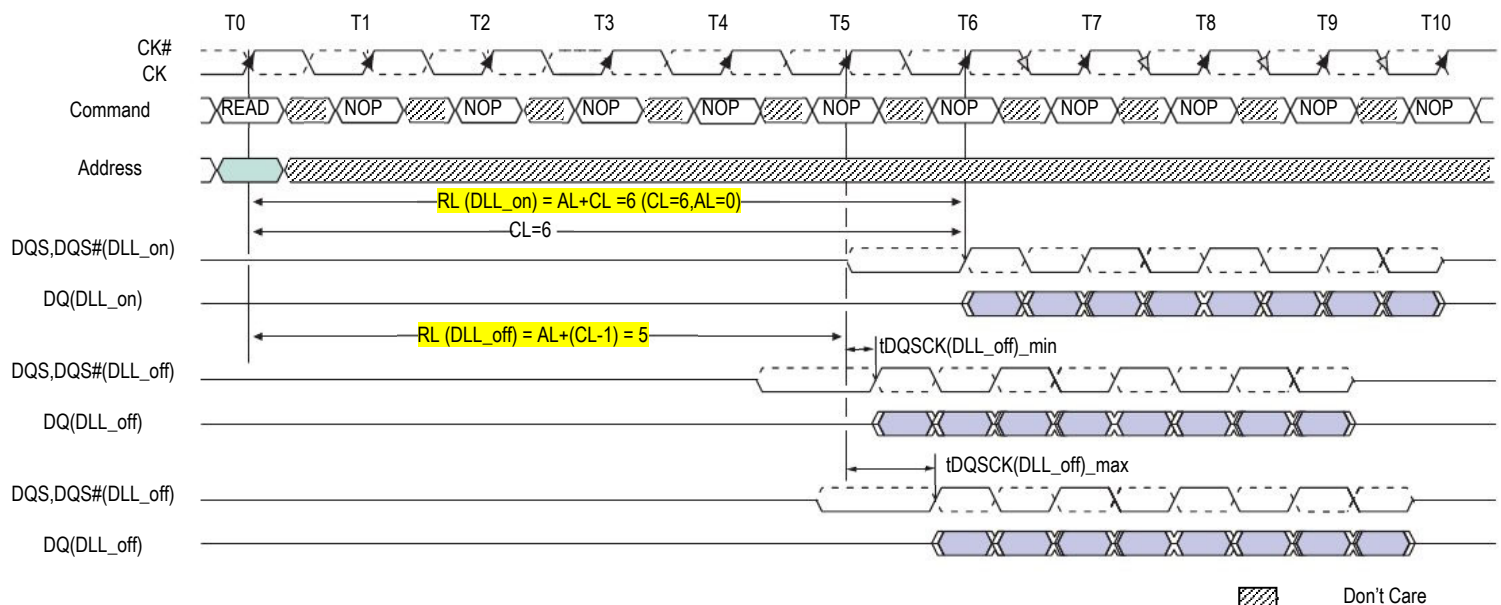 T0 T1 T2 T3 T4 T5 T6 T7 T8 T9 T10
CK#
CK
Command READ NOP NOP NOP NOP NOP NOP NOP NOP NOP NOP
Address
RL (DLL_on) = AL+CL =6 (CL=6,AL=0)
CL=6
DQS,DQS#(DLL_on)
DQ(DLL_on)
RL (DLL_off) = AL+(CL-1) = 5
tDQSCK(DLL_off)_min
DQS,DQS#(DLL_off)
DQ(DLL_off)
tDQSCK(DLL_off)_max
DQS,DQS#(DLL_off)
DQ(DLL_off)
Don't Care